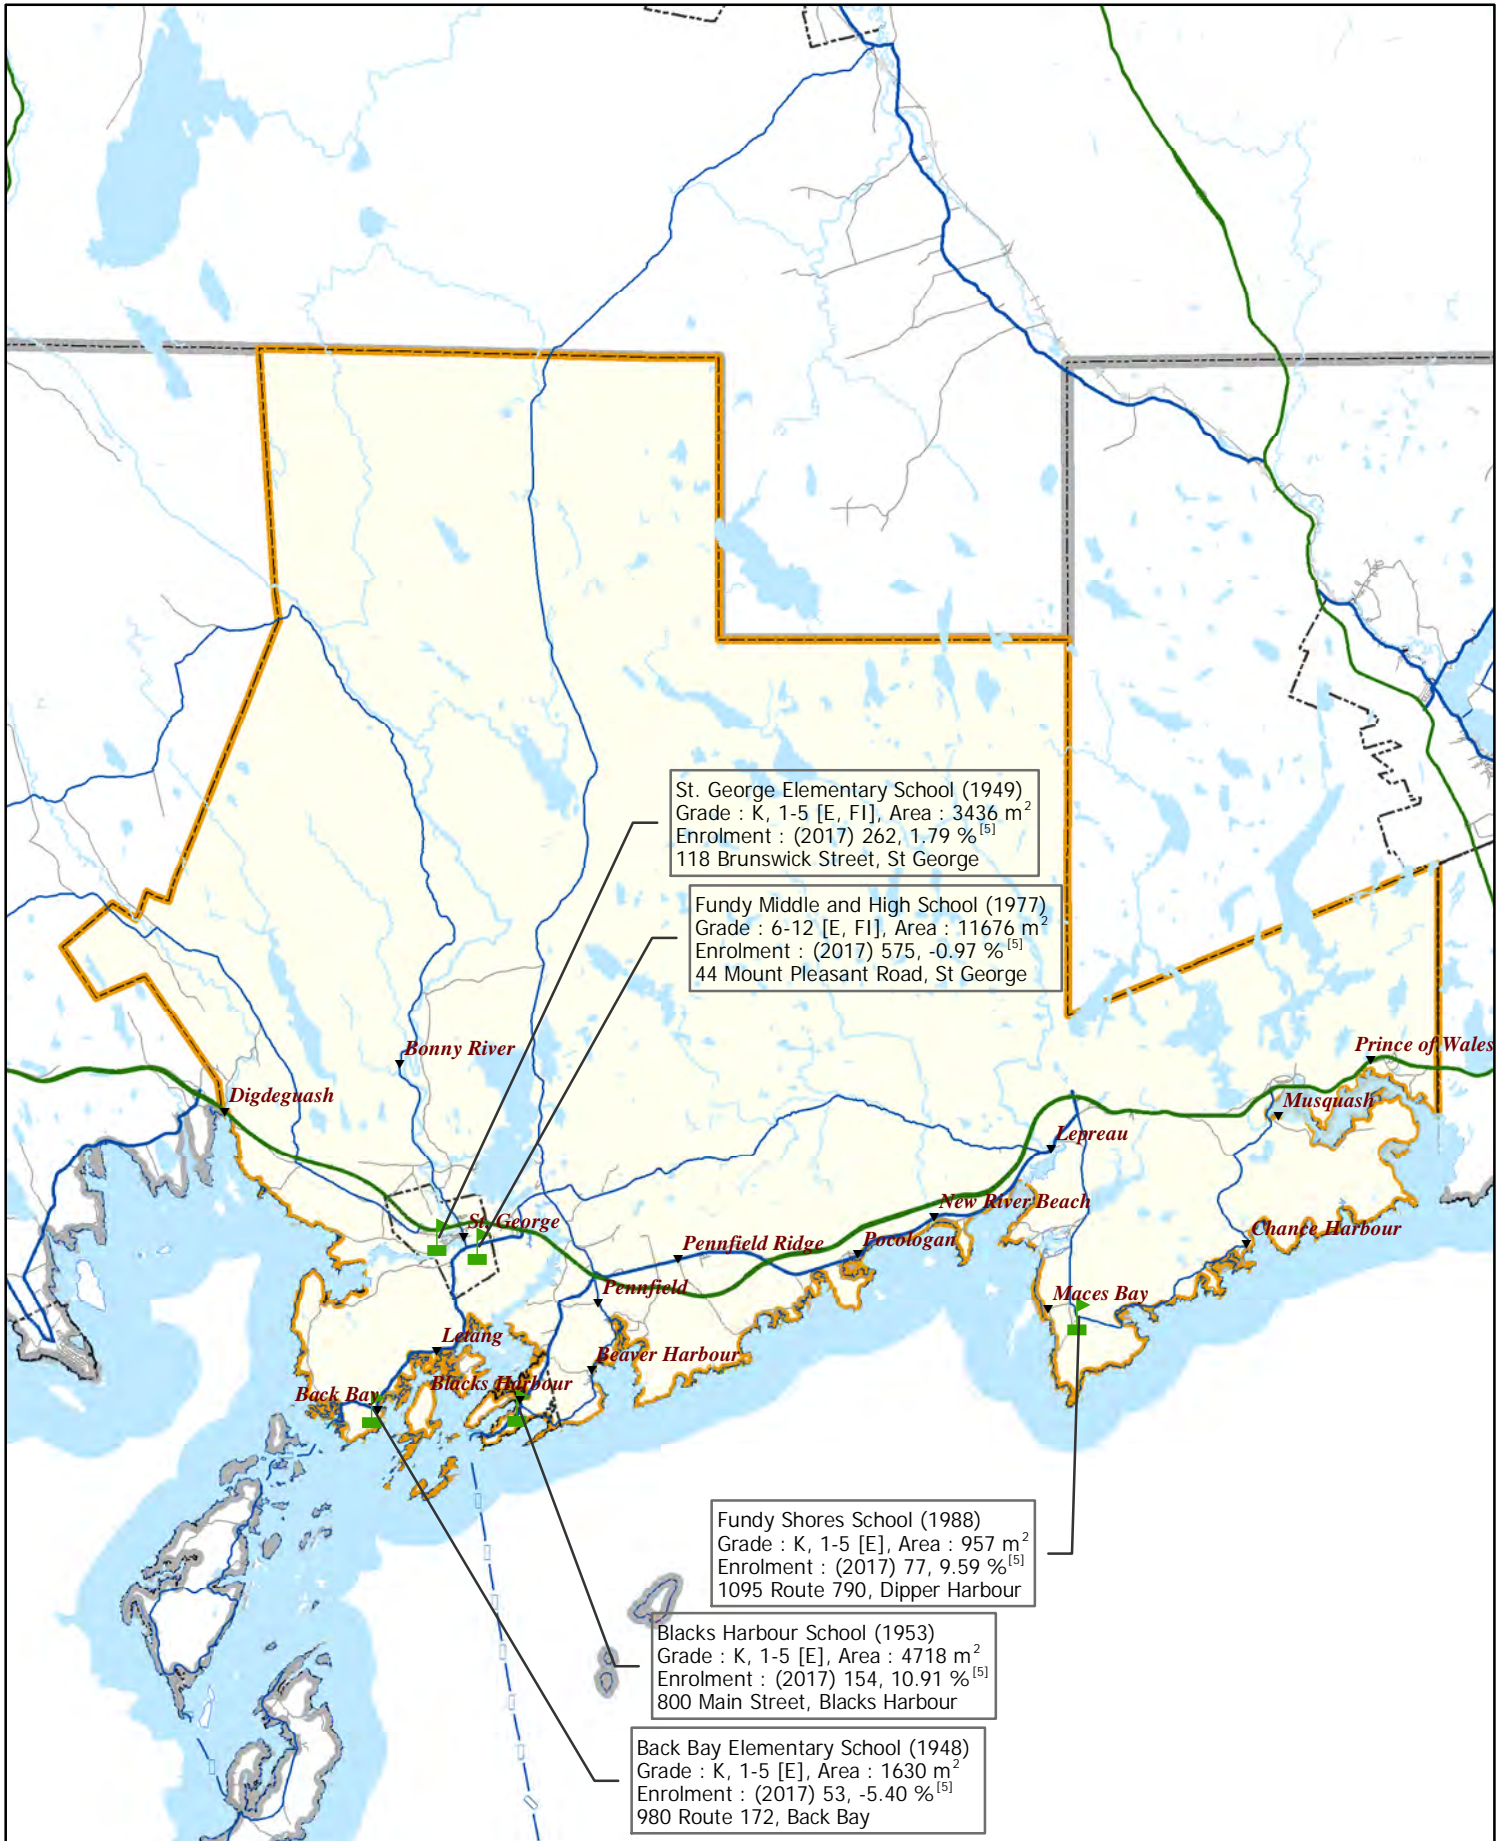 St. George Elementary School (1949)
Grade : K, 1-5 [E, FI], Area : 3436 m²
Enrolment : (2017) 262, 1.79 % [5]
118 Brunswick Street, St George
Fundy Middle and High School (1977)
Grade : 6-12 [E, FI], Area : 11676 m²
Enrolment : (2017) 575, -0.97 % [5]
44 Mount Pleasant Road, St George
Bonny River
Prince of Wales
Digdeguash
Musquash
Lepreau
New River Beach
St. George
Chance Harbour
Pennfield Ridge
Pocologan
Pennfield
Maces Bay
Letang
Beaver Harbour
Blacks Harbour
Back Bay
Fundy Shores School (1988)
Grade : K, 1-5 [E], Area : 957 m²
Enrolment : (2017) 77, 9.59 % [5]
1095 Route 790, Dipper Harbour
Blacks Harbour School (1953)
Grade : K, 1-5 [E], Area : 4718 m²
Enrolment : (2017) 154, 10.91 % [5]
800 Main Street, Blacks Harbour
Back Bay Elementary School (1948)
Grade : K, 1-5 [E], Area : 1630 m²
Enrolment : (2017) 53, -5.40 % [5]
980 Route 172, Back Bay